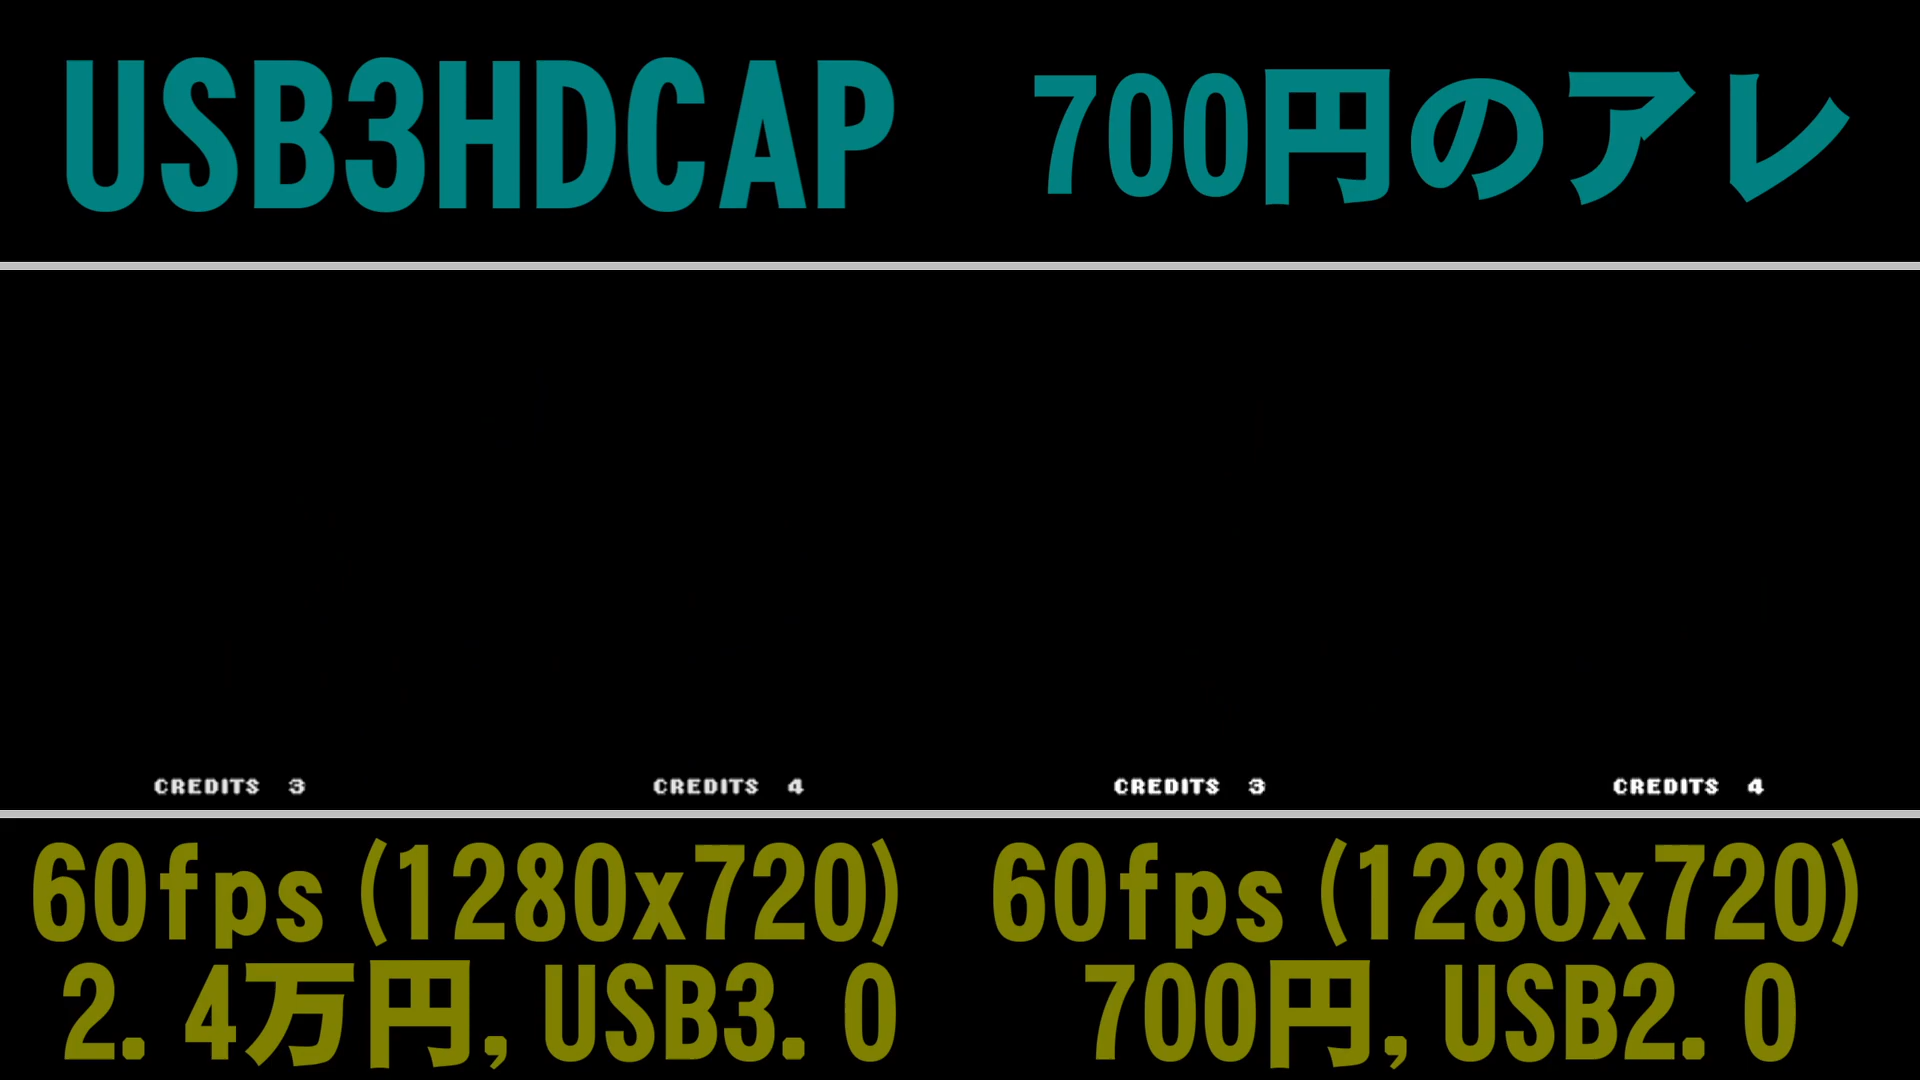 USB3HDCAP 700円のアレ
CREDITS 3 CREDITS 4 CREDITS 3 CREDITS 4
60fps(1280x720) 60fps(1280x720)
2.4万円,USB3.0 700円,USB2.0